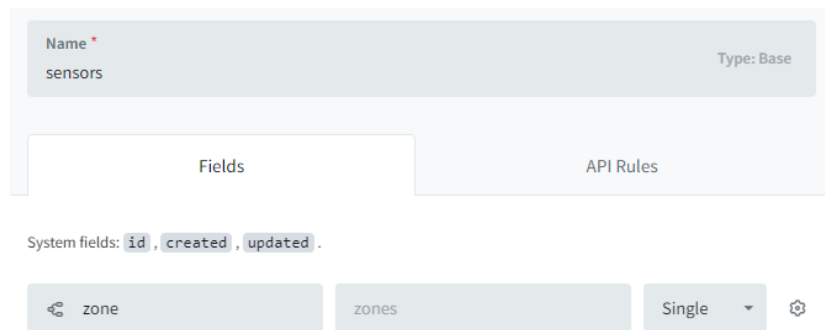 Name *
sensors
Type: Base
Fields
API Rules
System fields: id , created , updated .
zone
zones
Single